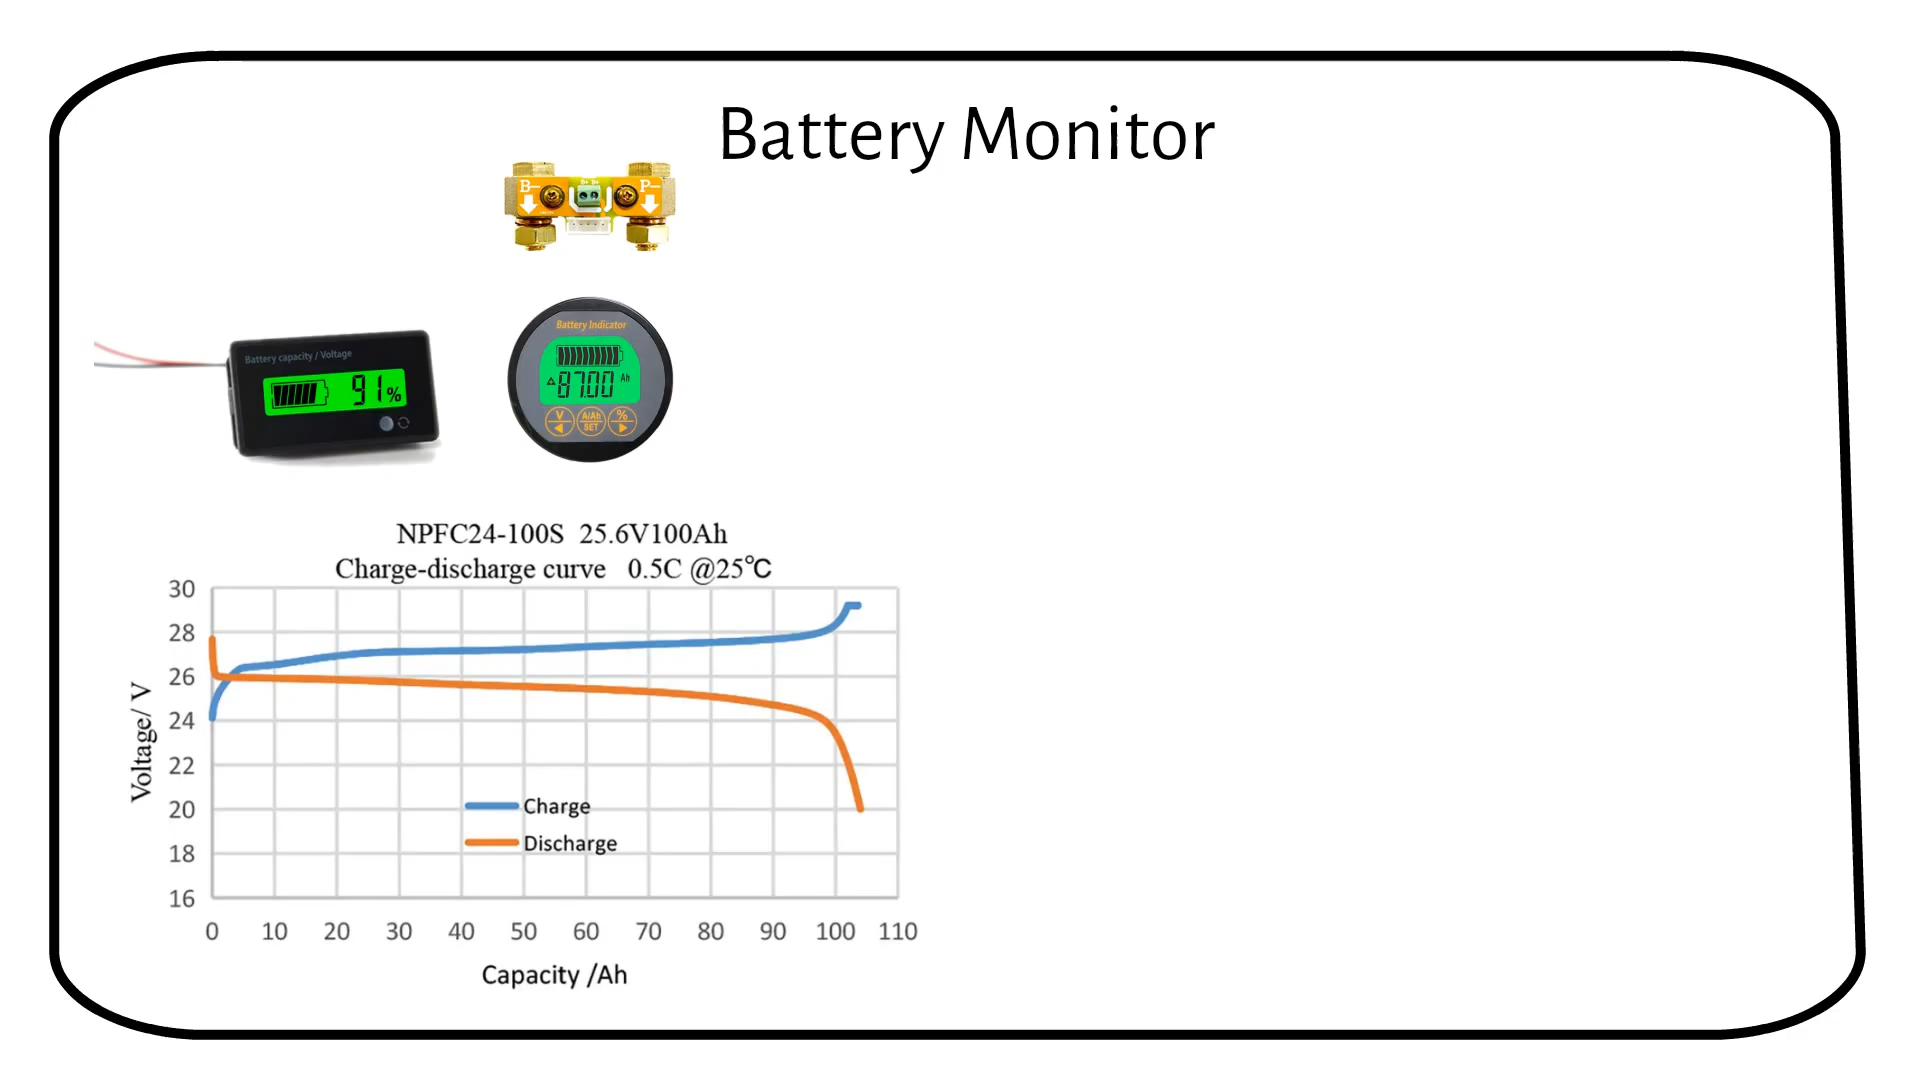 Battery Monitor
B- B+ B+ P-
Battery capacity / Voltage
91%
Battery Indicator
87.00 Ah
V A/Ah %
SET
NPFC24-100S 25.6V100Ah
Charge-discharge curve 0.5C @25℃
30
28
26
24
22
20
18
16
Voltage/ V
Charge
Discharge
0 10 20 30 40 50 60 70 80 90 100 110
Capacity /Ah